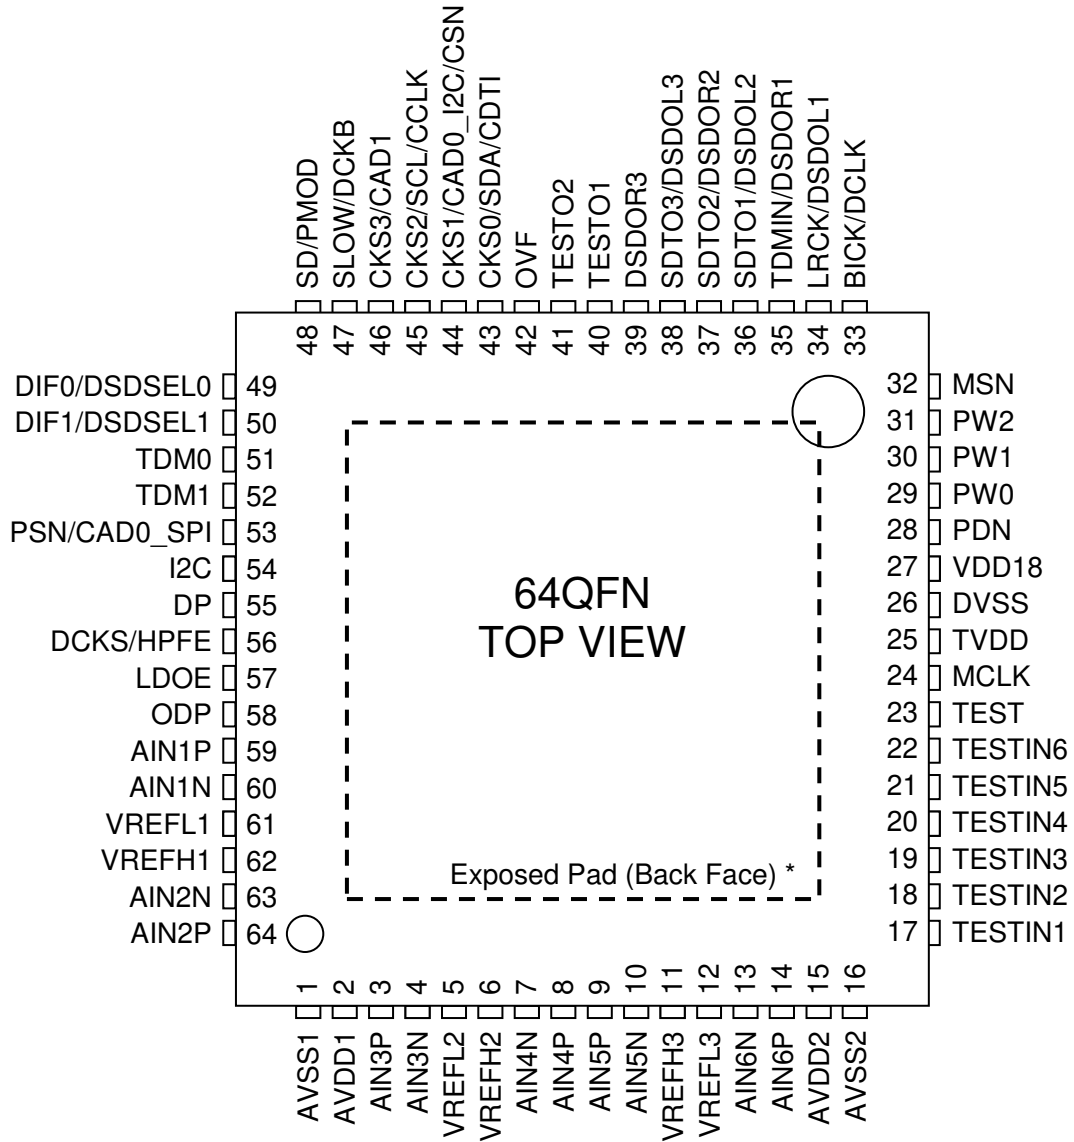 SD/PMOD
SLOW/DCKB
CKS3/CAD1
CKS2/SCL/CCLK
CKS1/CAD0_I2C/CSN
CKS0/SDA/CDTI
OVF
TESTO2
TESTO1
DSDOR3
SDTO3/DSDOL3
SDTO2/DSDOR2
SDTO1/DSDOL2
TDMIN/DSDOR1
LRCK/DSDOL1
BICK/DCLK
48
47
46
45
44
43
42
41
40
39
38
37
36
35
34
33
DIF0/DSDSEL0 49
DIF1/DSDSEL1 50
TDM0 51
TDM1 52
PSN/CAD0_SPI 53
I2C 54
DP 55
DCKS/HPFE 56
LDOE 57
ODP 58
AIN1P 59
AIN1N 60
VREFL1 61
VREFH1 62
AIN2N 63
AIN2P 64
64QFN
TOP VIEW
Exposed Pad (Back Face) *
32 MSN
31 PW2
30 PW1
29 PW0
28 PDN
27 VDD18
26 DVSS
25 TVDD
24 MCLK
23 TEST
22 TESTIN6
21 TESTIN5
20 TESTIN4
19 TESTIN3
18 TESTIN2
17 TESTIN1
1
2
3
4
5
6
7
8
9
10
11
12
13
14
15
16
AVSS1
AVDD1
AIN3P
AIN3N
VREFL2
VREFH2
AIN4N
AIN4P
AIN5P
AIN5N
VREFH3
VREFL3
AIN6N
AIN6P
AVDD2
AVSS2